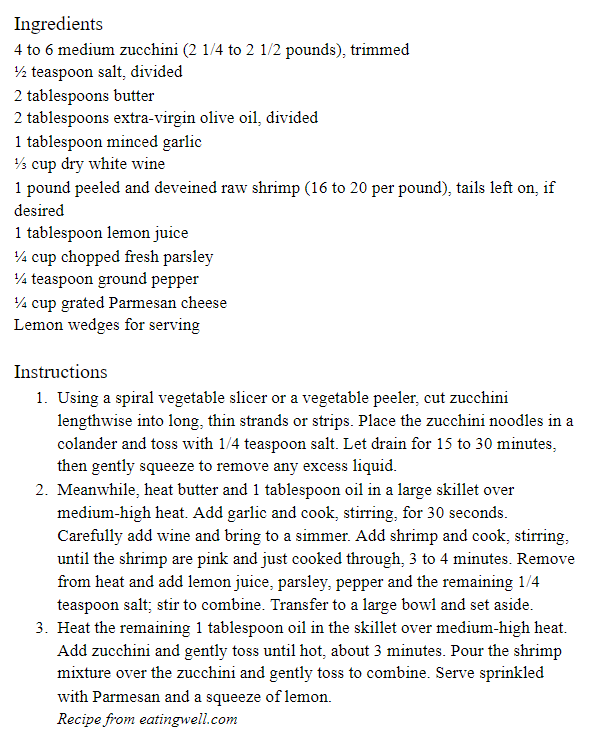 Ingredients
4 to 6 medium zucchini (2 1/4 to 2 1/2 pounds), trimmed
½ teaspoon salt, divided
2 tablespoons butter
2 tablespoons extra-virgin olive oil, divided
1 tablespoon minced garlic
⅓ cup dry white wine
1 pound peeled and deveined raw shrimp (16 to 20 per pound), tails left on, if
desired
1 tablespoon lemon juice
¼ cup chopped fresh parsley
¼ teaspoon ground pepper
¼ cup grated Parmesan cheese
Lemon wedges for serving
Instructions
1. Using a spiral vegetable slicer or a vegetable peeler, cut zucchini
lengthwise into long, thin strands or strips. Place the zucchini noodles in a
colander and toss with 1/4 teaspoon salt. Let drain for 15 to 30 minutes,
then gently squeeze to remove any excess liquid.
2. Meanwhile, heat butter and 1 tablespoon oil in a large skillet over
medium-high heat. Add garlic and cook, stirring, for 30 seconds.
Carefully add wine and bring to a simmer. Add shrimp and cook, stirring,
until the shrimp are pink and just cooked through, 3 to 4 minutes. Remove
from heat and add lemon juice, parsley, pepper and the remaining 1/4
teaspoon salt; stir to combine. Transfer to a large bowl and set aside.
3. Heat the remaining 1 tablespoon oil in the skillet over medium-high heat.
Add zucchini and gently toss until hot, about 3 minutes. Pour the shrimp
mixture over the zucchini and gently toss to combine. Serve sprinkled
with Parmesan and a squeeze of lemon.
Recipe from eatingwell.com